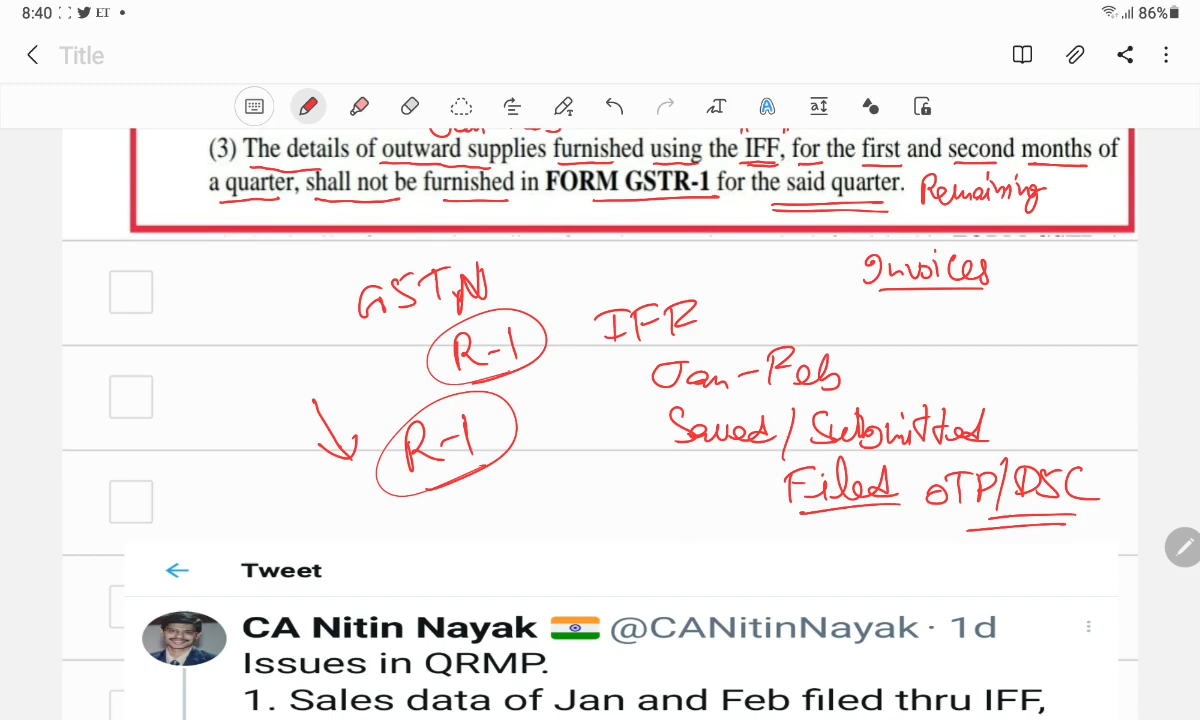 8:40 ET • 86%
Title
(3) The details of outward supplies furnished using the IFF, for the first and second months of
a quarter, shall not be furnished in FORM GSTR-1 for the said quarter. Remaining
Invoices
GSTN
R-1
IFF
Jan-Feb
R-1
Saved/Submitted
Filed OTP/DSC
Tweet
CA Nitin Nayak @CANitinNayak · 1d
Issues in QRMP.
1. Sales data of Jan and Feb filed thru IFF,